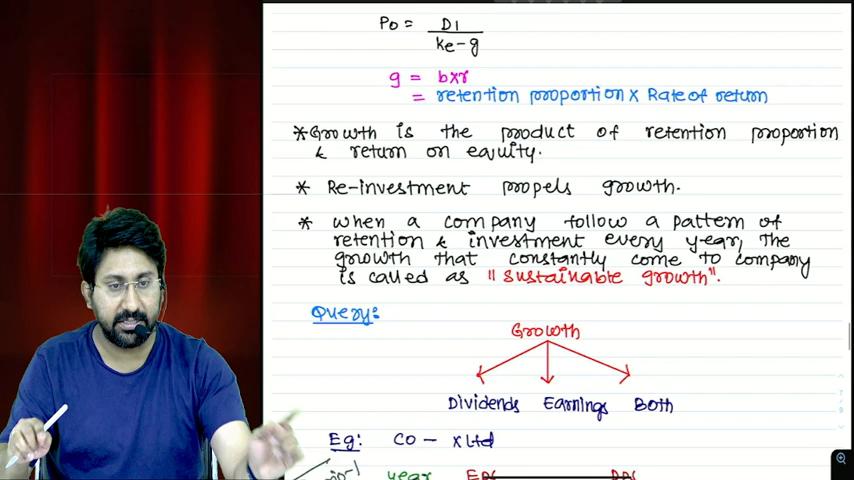 P0 = D1
ke-g
g = b×r
= retention proportion × Rate of return
*Growth is the product of retention proportion
& return on equity.
* Re-investment propels growth.
* When a company follow a pattern of
retention & investment every year, the
growth that constantly come to company
is called as "sustainable growth".
Query:
Growth
Dividends Earnings Both
Eg: CO - X Ltd
year